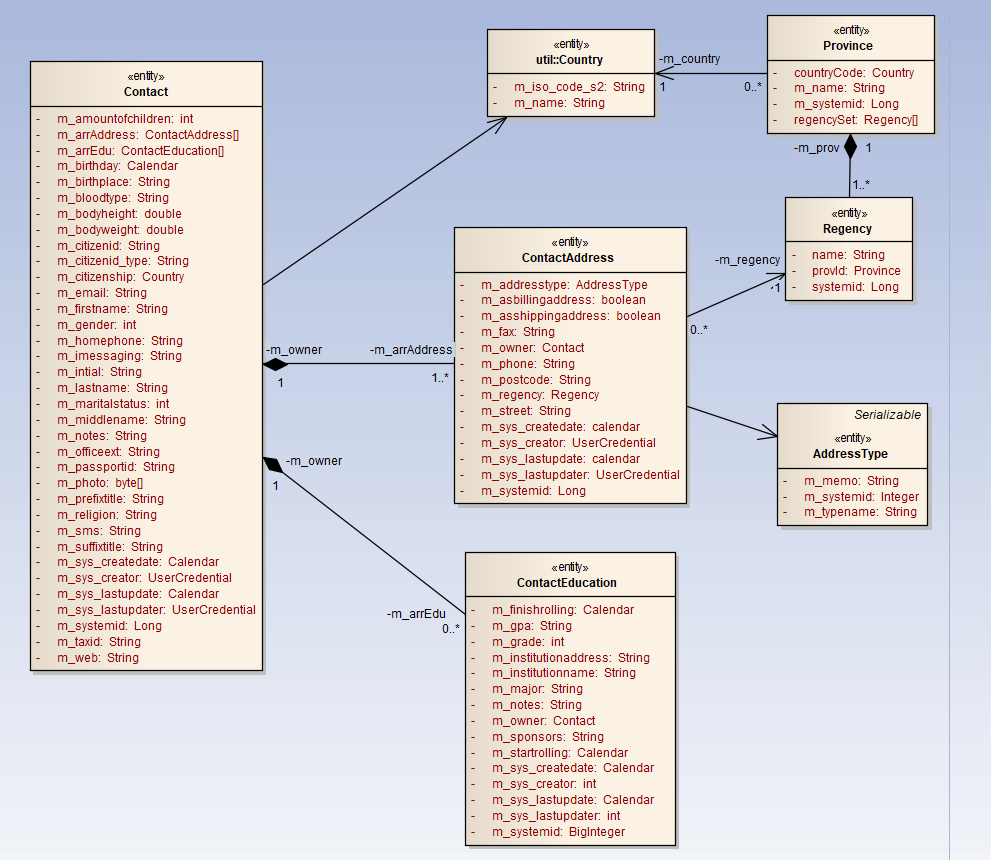 «entity»
Contact
- m_amountofchildren: int
- m_arrAddress: ContactAddress[]
- m_arrEdu: ContactEducation[]
- m_birthday: Calendar
- m_birthplace: String
- m_bloodtype: String
- m_bodyheight: double
- m_bodyweight: double
- m_citizenid: String
- m_citizenid_type: String
- m_citizenship: Country
- m_email: String
- m_firstname: String
- m_gender: int
- m_homephone: String
- m_imessaging: String
- m_intial: String
- m_lastname: String
- m_maritalstatus: int
- m_middlename: String
- m_notes: String
- m_officeext: String
- m_passportid: String
- m_photo: byte[]
- m_prefixtitle: String
- m_religion: String
- m_sms: String
- m_suffixtitle: String
- m_sys_createdate: Calendar
- m_sys_creator: UserCredential
- m_sys_lastupdate: Calendar
- m_sys_lastupdater: UserCredential
- m_systemid: Long
- m_taxid: String
- m_web: String
«entity»
util::Country
- m_iso_code_s2: String
- m_name: String
-m_country
1
0..*
«entity»
Province
- countryCode: Country
- m_name: String
- m_systemid: Long
- regencySet: Regency[]
-m_prov
1
1..*
«entity»
Regency
- name: String
- provId: Province
- systemid: Long
-m_regency
1
0..*
«entity»
ContactAddress
- m_addresstype: AddressType
- m_asbillingaddress: boolean
- m_asshippingaddress: boolean
- m_fax: String
- m_owner: Contact
- m_phone: String
- m_postcode: String
- m_regency: Regency
- m_street: String
- m_sys_createdate: calendar
- m_sys_creator: UserCredential
- m_sys_lastupdate: calendar
- m_sys_lastupdater: UserCredential
- m_systemid: Long
-m_owner
1
-m_arrAddress
1..*
Serializable
«entity»
AddressType
- m_memo: String
- m_systemid: Integer
- m_typename: String
-m_owner
1
-m_arrEdu
0..*
«entity»
ContactEducation
- m_finishrolling: Calendar
- m_gpa: String
- m_grade: int
- m_institutionaddress: String
- m_institutionname: String
- m_major: String
- m_notes: String
- m_owner: Contact
- m_sponsors: String
- m_startrolling: Calendar
- m_sys_createdate: Calendar
- m_sys_creator: int
- m_sys_lastupdate: Calendar
- m_sys_lastupdater: int
- m_systemid: BigInteger